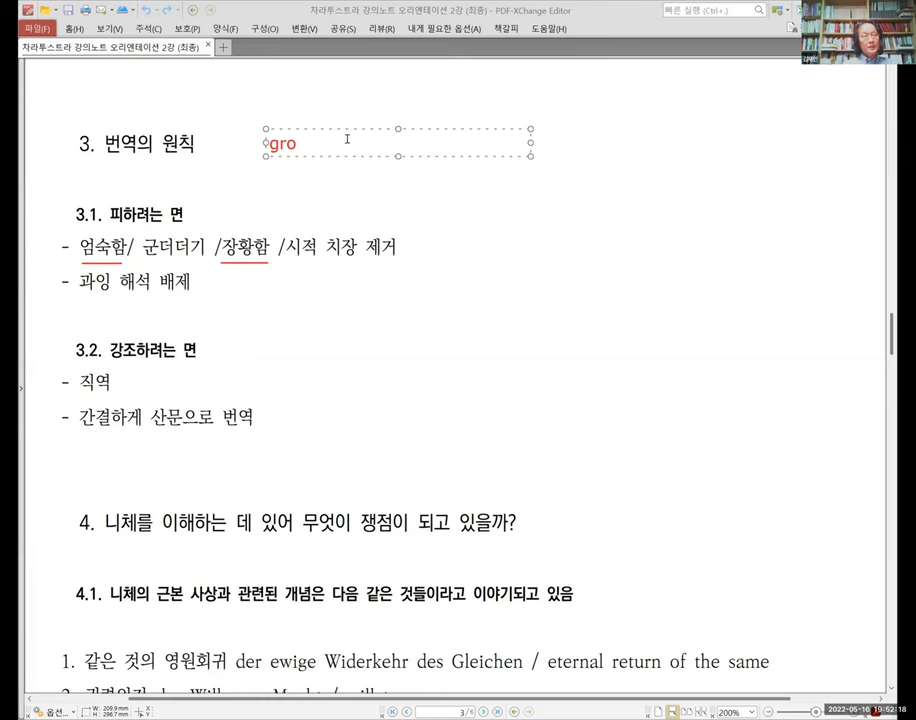 차라투스트라 강의노트 오리엔테이션 2강 (최종) - PDF-XChange Editor
빠른 실행 (Ctrl+.)
파일(F) 홈(H) 보기(V) 주석(C) 구성(O) 양식(F) 보호(P) 변환(V) 공유(S) 리뷰(R) 내게 필요한 옵션(A) 책갈피 도움말(H)
차라투스트라 강의노트 오리엔테이션 2강 (최종) ×
3. 번역의 원칙 gro
3.1. 피하려는 면
- 엄숙함/ 군더더기 /장황함 /시적 치장 제거
- 과잉 해석 배제
3.2. 강조하려는 면
- 직역
- 간결하게 산문으로 번역
4. 니체를 이해하는 데 있어 무엇이 쟁점이 되고 있을까?
4.1. 니체의 근본 사상과 관련된 개념은 다음 같은 것들이라고 이야기되고 있음
1. 같은 것의 영원회귀 der ewige Widerkehr des Gleichen / eternal return of the same
옵션... W: 209.9mm H: 296.7mm X: Y: 3/6 200% 2022-05-16 19:52:18